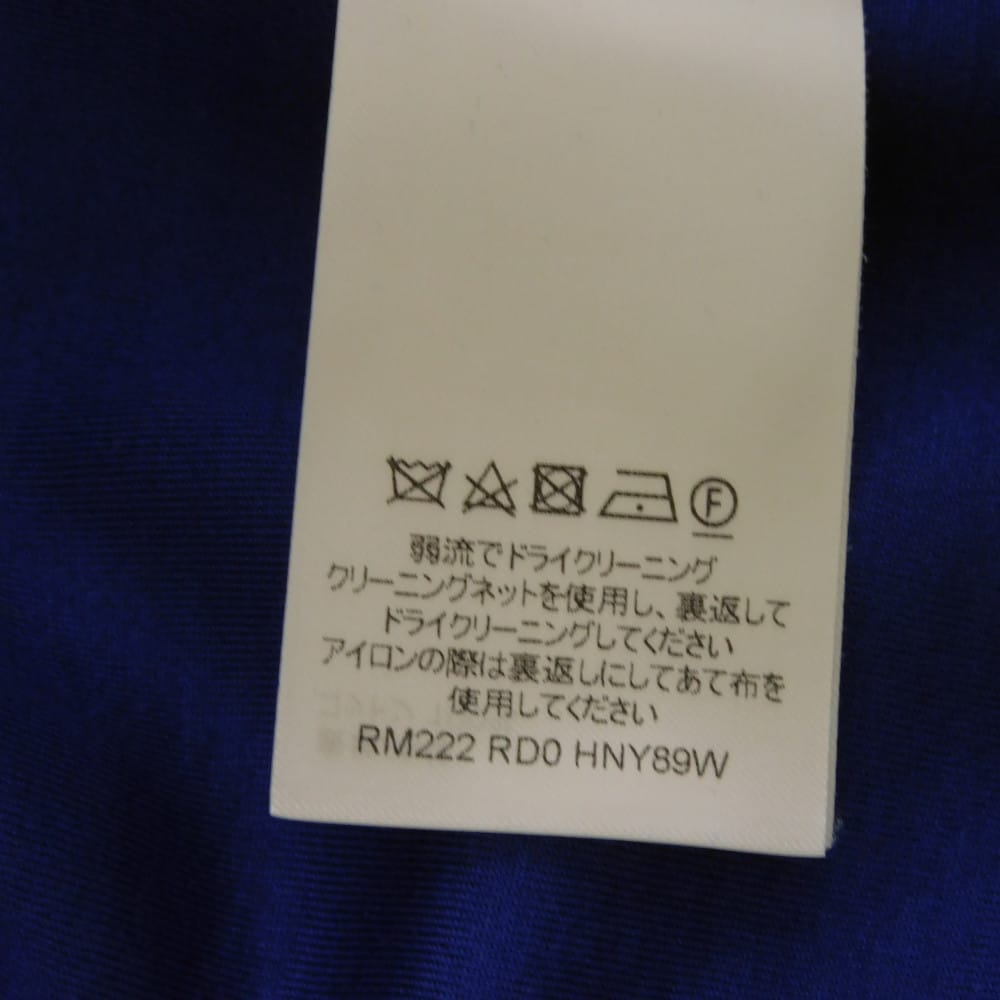 F
弱流でドライクリーニング
クリーニングネットを使用し、裏返して
ドライクリーニングしてください
アイロンの際は裏返しにしてあて布を
使用してください
RM222 RD0 HNY89W